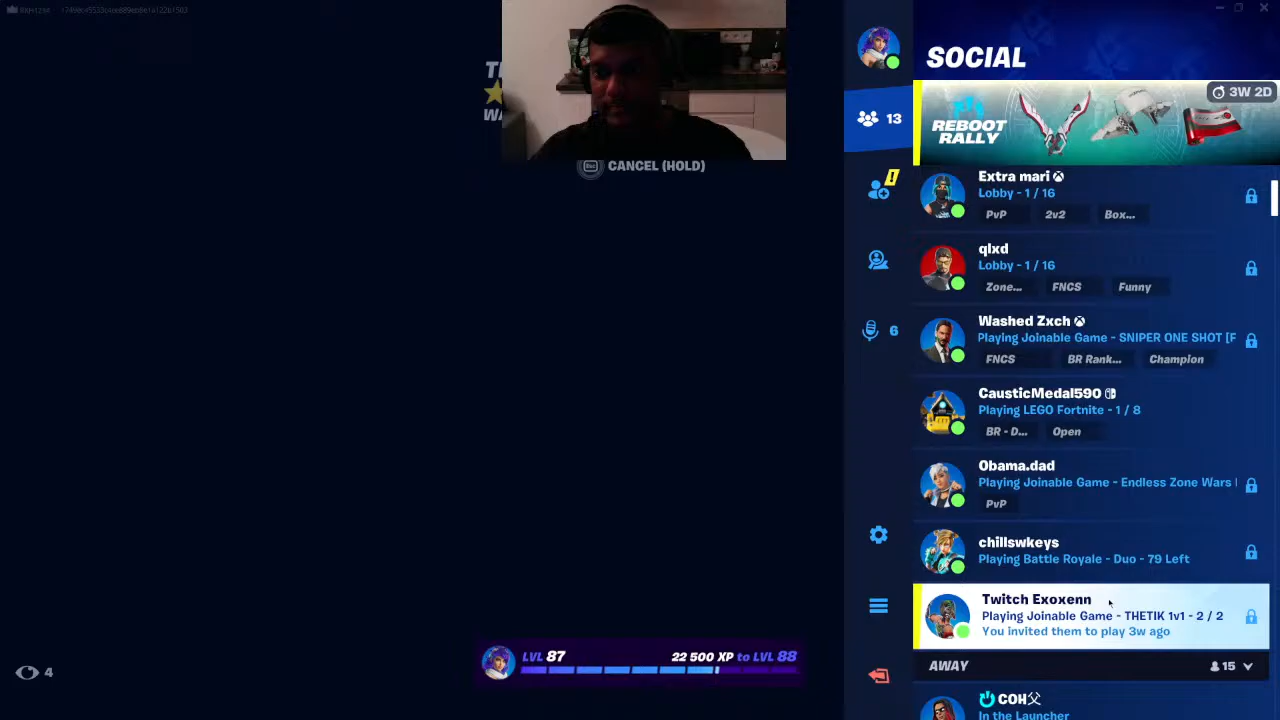 SOCIAL
3W 2D
REBOOT
RALLY
13
CANCEL (HOLD)
Extra mari
Lobby - 1 / 16
PvP 2v2 Box...
qlxd
Lobby - 1 / 16
Zone... FNCS Funny
6
Washed Zxch
Playing Joinable Game - SNIPER ONE SHOT [F
FNCS BR Rank... Champion
CausticMedal590
Playing LEGO Fortnite - 1 / 8
BR - D... Open
Obama.dad
Playing Joinable Game - Endless Zone Wars
PvP
chillswkeys
Playing Battle Royale - Duo - 79 Left
Twitch Exoxenn
Playing Joinable Game - THETIK 1v1 - 2 / 2
You invited them to play 3w ago
AWAY 15
COH父
In the Launcher
LVL 87 22 500 XP to LVL 88
4